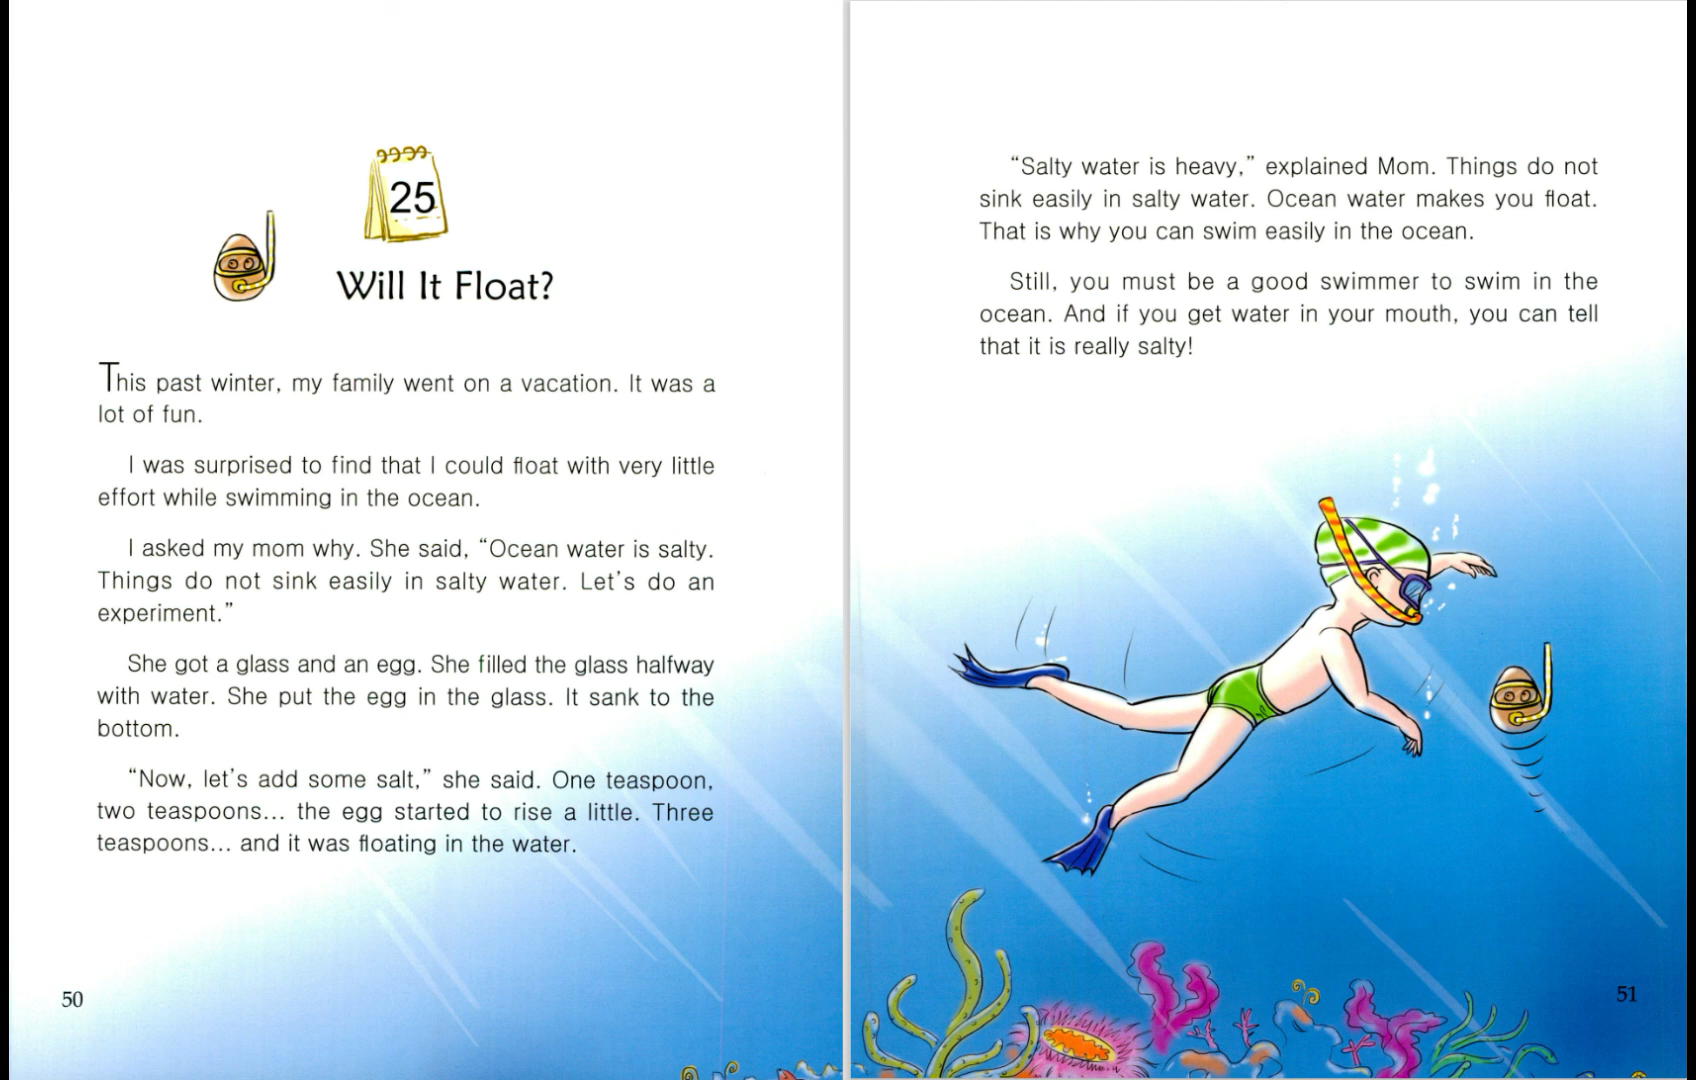 25
Will It Float?
This past winter, my family went on a vacation. It was a
lot of fun.
I was surprised to find that I could float with very little
effort while swimming in the ocean.
I asked my mom why. She said, “Ocean water is salty.
Things do not sink easily in salty water. Let’s do an
experiment.”
She got a glass and an egg. She filled the glass halfway
with water. She put the egg in the glass. It sank to the
bottom.
“Now, let’s add some salt,” she said. One teaspoon,
two teaspoons... the egg started to rise a little. Three
teaspoons... and it was floating in the water.
50
“Salty water is heavy,” explained Mom. Things do not
sink easily in salty water. Ocean water makes you float.
That is why you can swim easily in the ocean.
Still, you must be a good swimmer to swim in the
ocean. And if you get water in your mouth, you can tell
that it is really salty!
51